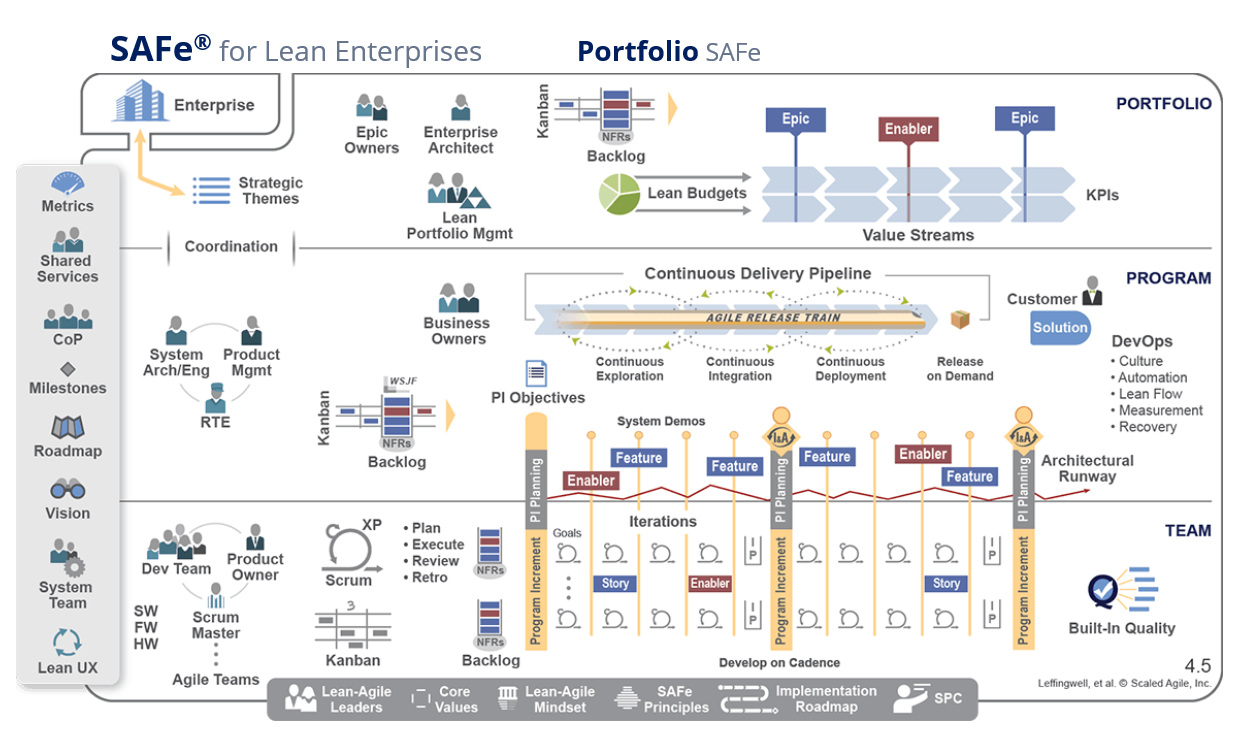 SAFe® for Lean Enterprises
Portfolio SAFe
Enterprise
Strategic
Themes
Epic
Owners
Enterprise
Architect
Lean
Portfolio Mgmt
Kanban
NFRs
Backlog
Lean Budgets
Epic
Enabler
Epic
KPIs
Value Streams
PORTFOLIO
Coordination
Metrics
Shared
Services
CoP
Milestones
Roadmap
Vision
System
Team
Lean UX
System
Arch/Eng
Product
Mgmt
RTE
Business
Owners
Kanban
WSJF
NFRs
Backlog
PI Objectives
Continuous Delivery Pipeline
AGILE RELEASE TRAIN
Continuous
Exploration
Continuous
Integration
Continuous
Deployment
Release
on Demand
Customer
Solution
PROGRAM
DevOps
• Culture
• Automation
• Lean Flow
• Measurement
• Recovery
System Demos
Enabler
Feature
Feature
I&A
Feature
Enabler
Feature
I&A
Architectural
Runway
PI Planning
PI Planning
PI Planning
Dev Team
Product
Owner
Scrum
Master
SW
FW
HW
Agile Teams
XP
Scrum
• Plan
• Execute
• Review
• Retro
3
Kanban
NFRs
NFRs
Backlog
Program Increment
Goals
Iterations
Story
Enabler
I P
I P
Program Increment
Story
I P
I P
Program Increment
Develop on Cadence
TEAM
Built-In Quality
4.5
Leffingwell, et al. © Scaled Agile, Inc.
Lean-Agile
Leaders
Core
Values
Lean-Agile
Mindset
SAFe
Principles
Implementation
Roadmap
SPC